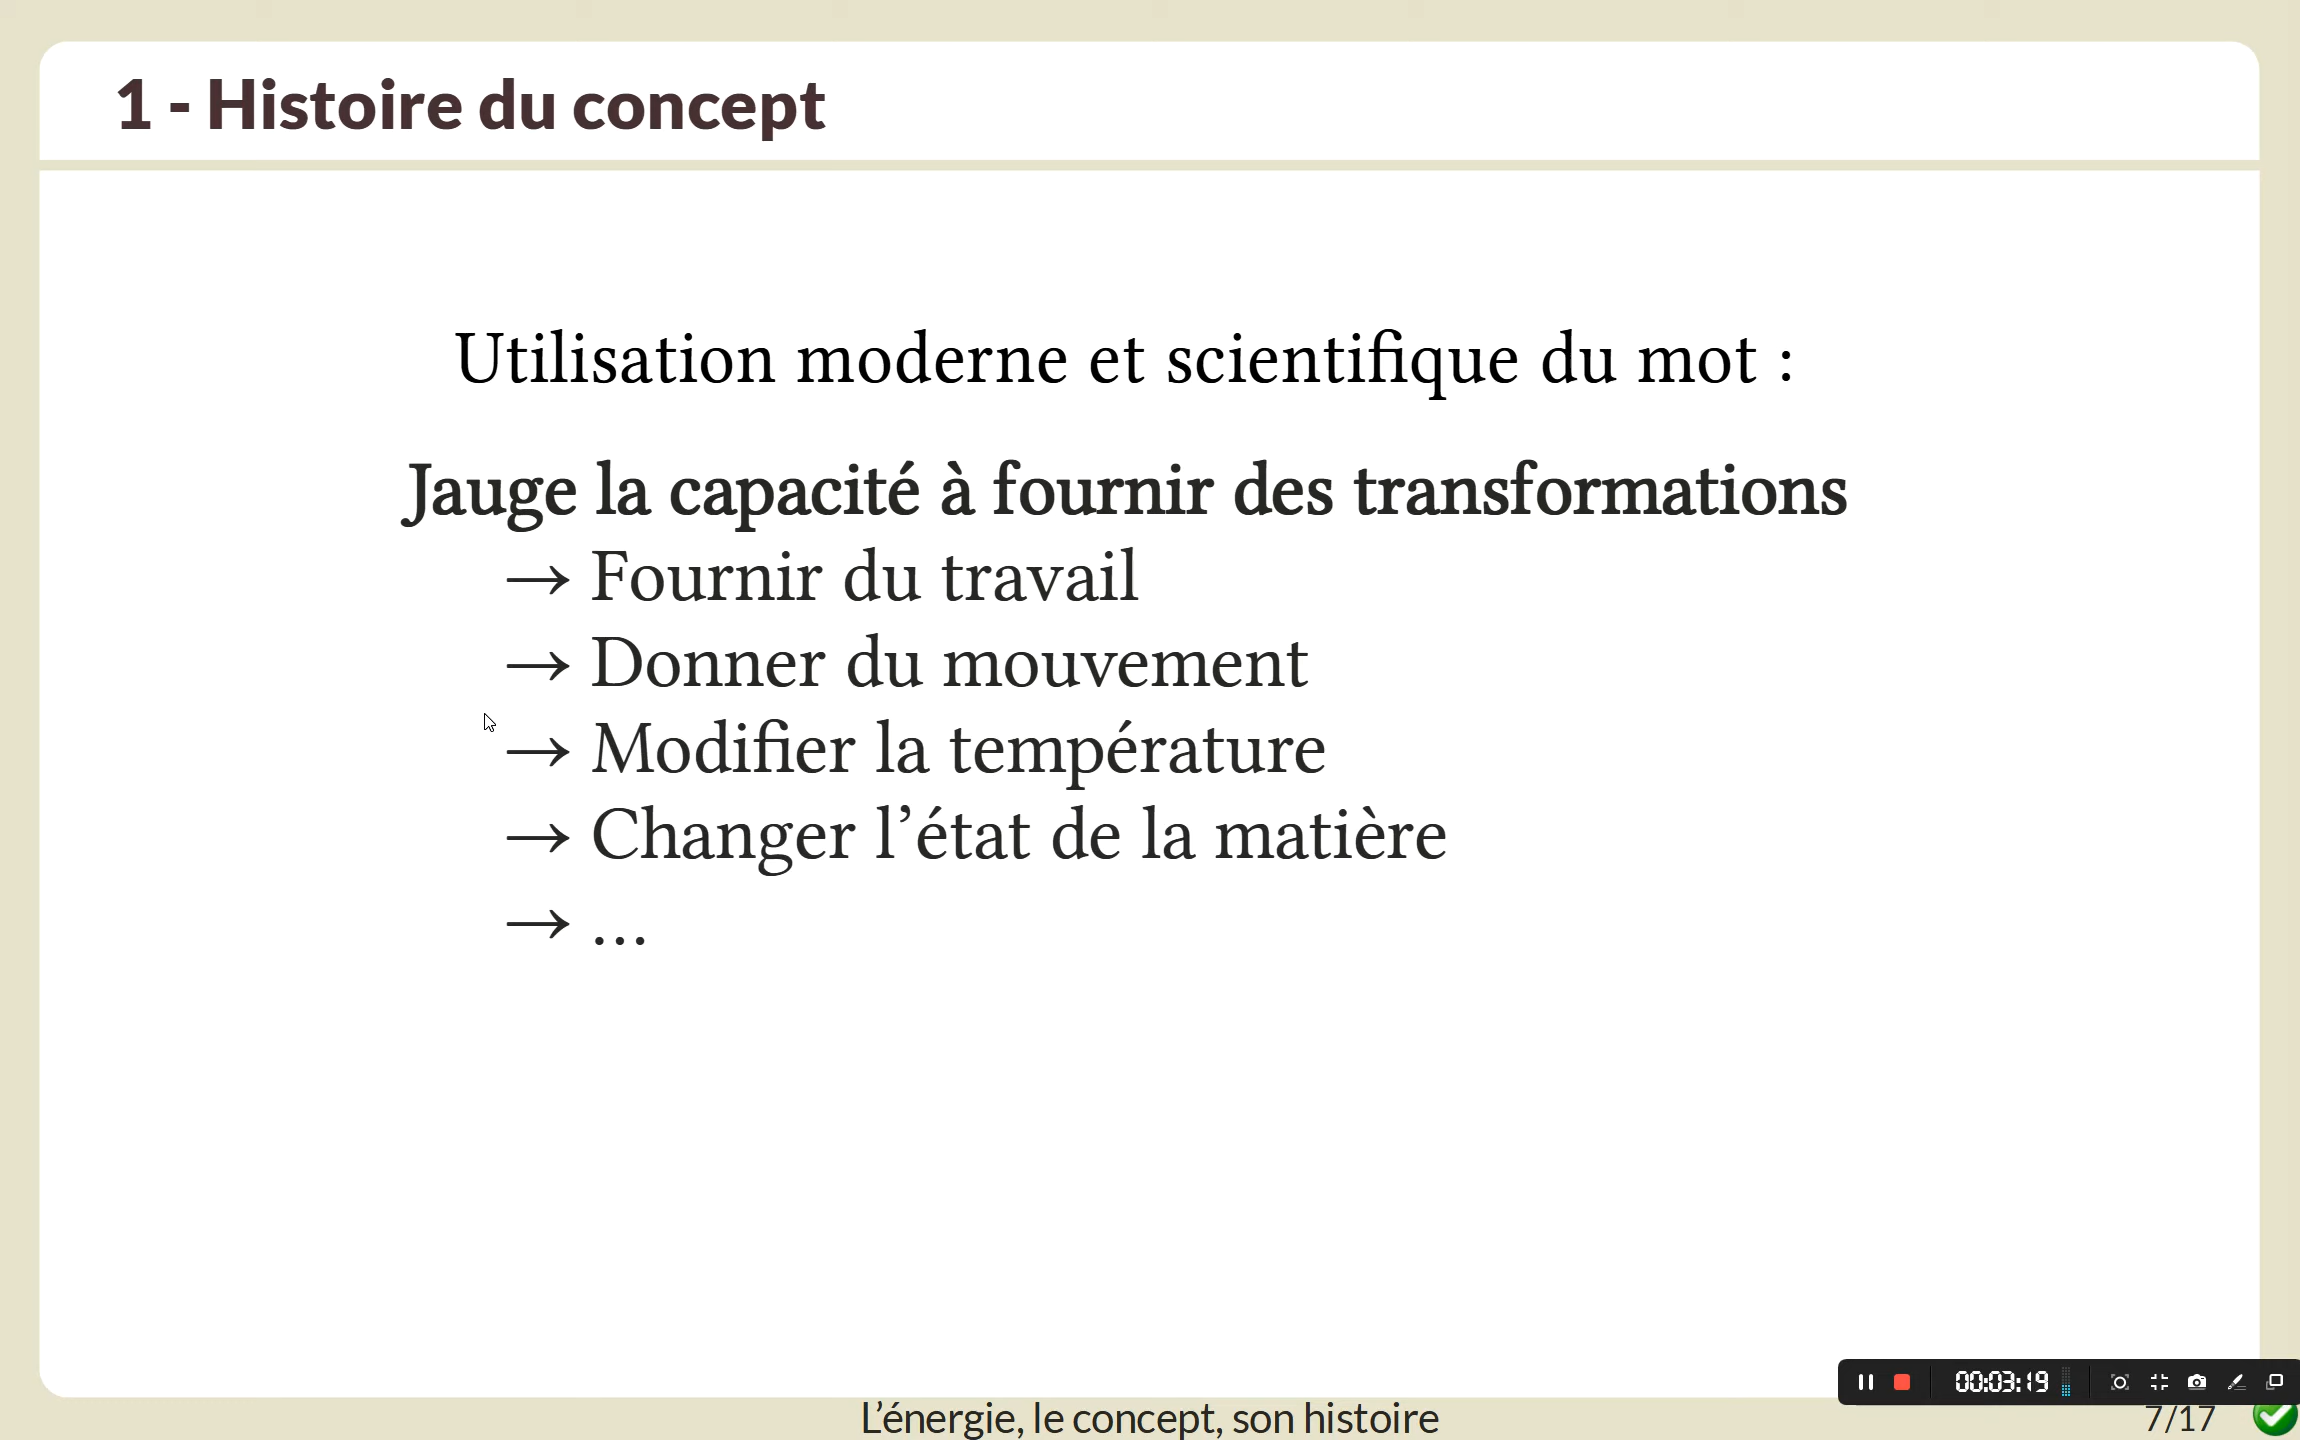 1 - Histoire du concept
Utilisation moderne et scientifique du mot :
Jauge la capacité à fournir des transformations
→ Fournir du travail
→ Donner du mouvement
→ Modifier la température
→ Changer l’état de la matière
→ …
00:03:19
L’énergie, le concept, son histoire
7/17